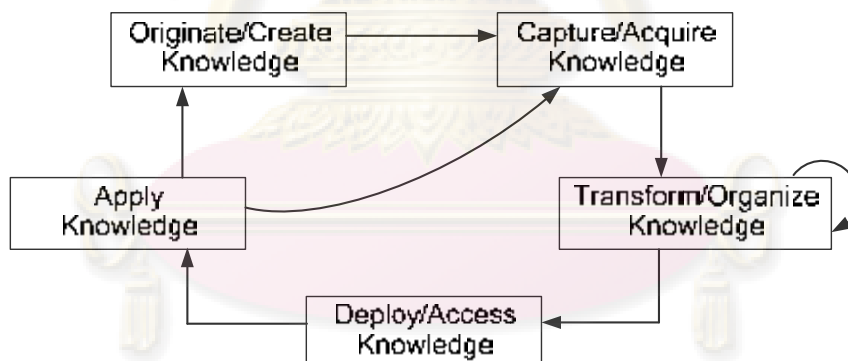 Originate/Create
Knowledge
Capture/Acquire
Knowledge
Apply
Knowledge
Transform/Organize
Knowledge
Deploy/Access
Knowledge